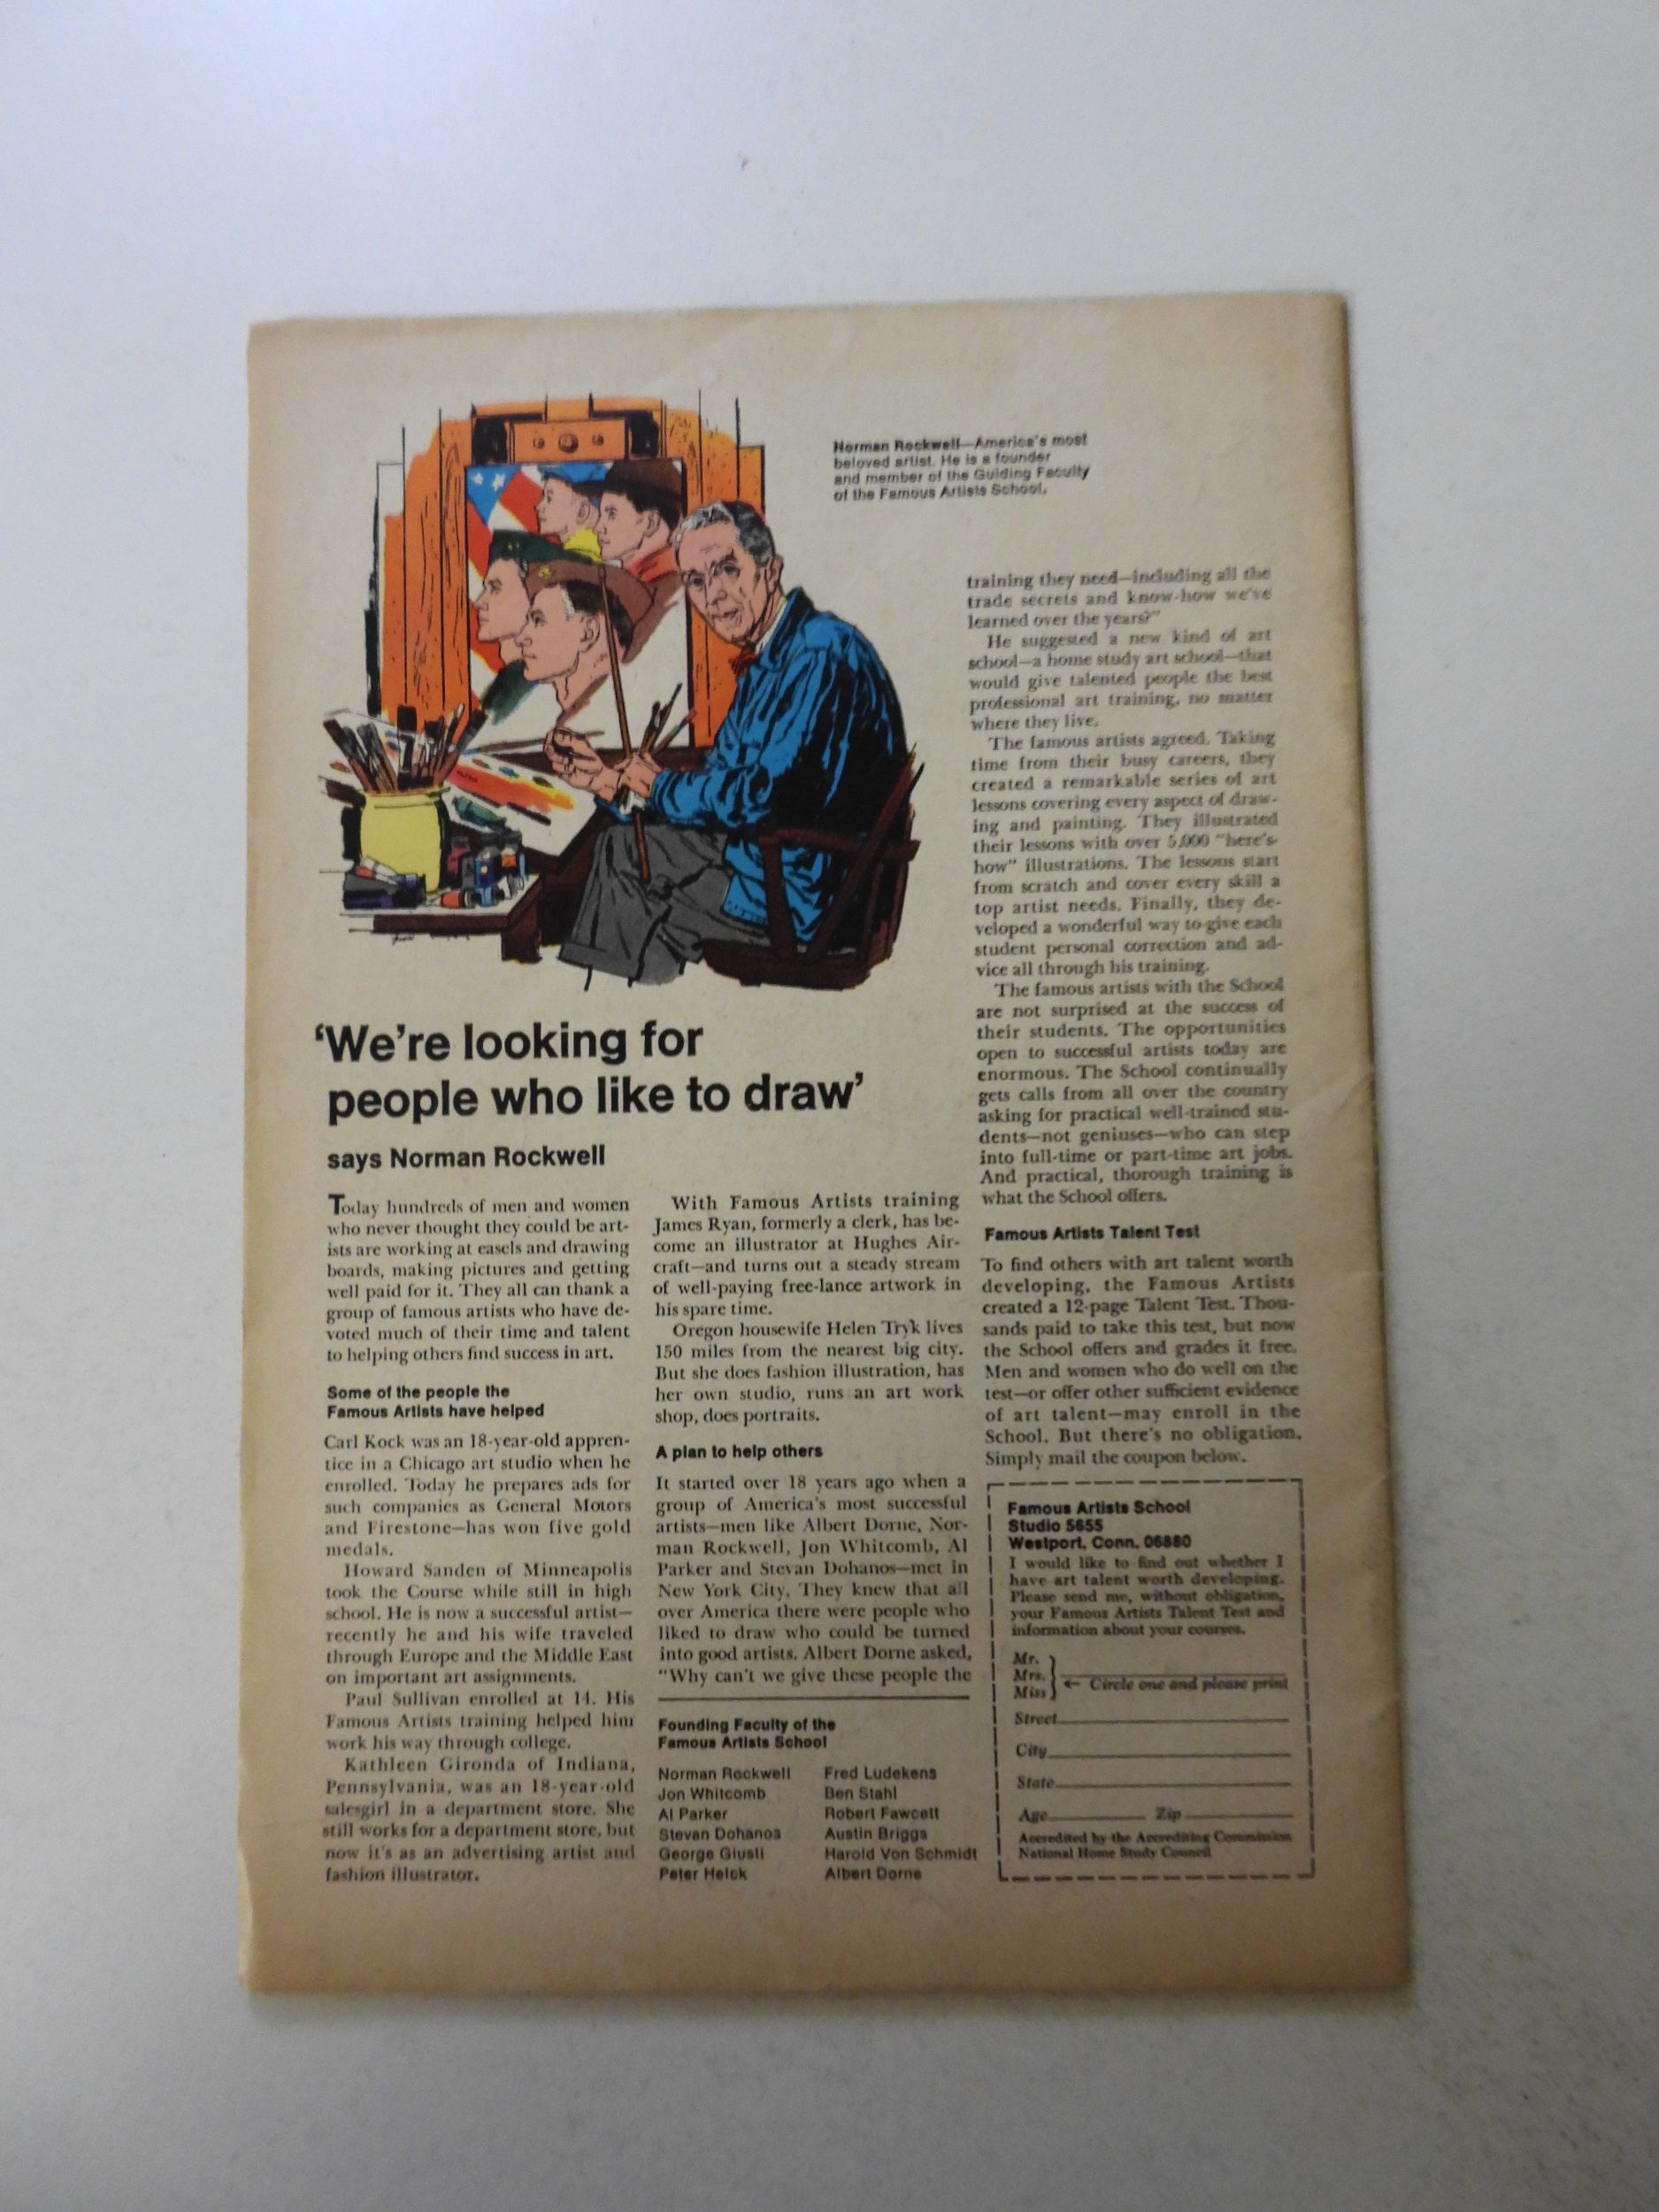 Norman Rockwell—America's most
beloved artist. He is a founder
and member of the Guiding Faculty
of the Famous Artists School.
'We're looking for
people who like to draw'
says Norman Rockwell
Today hundreds of men and women
who never thought they could be art-
ists are working at easels and drawing
boards, making pictures and getting
well paid for it. They all can thank a
group of famous artists who have de-
voted much of their time and talent
to helping others find success in art.
Some of the people the
Famous Artists have helped
Carl Kock was an 18-year-old appren-
tice in a Chicago art studio when he
enrolled. Today he prepares ads for
such companies as General Motors
and Firestone—has won five gold
medals.
Howard Sanden of Minneapolis
took the Course while still in high
school. He is now a successful artist—
recently he and his wife traveled
through Europe and the Middle East
on important art assignments.
Paul Sullivan enrolled at 14. His
Famous Artists training helped him
work his way through college.
Kathleen Gironda of Indiana,
Pennsylvania, was an 18-year-old
salesgirl in a department store. She
still works for a department store, but
now it's as an advertising artist and
fashion illustrator.
With Famous Artists training
James Ryan, formerly a clerk, has be-
come an illustrator at Hughes Air-
craft—and turns out a steady stream
of well-paying free-lance artwork in
his spare time.
Oregon housewife Helen Tryk lives
150 miles from the nearest big city.
But she does fashion illustration, has
her own studio, runs an art work
shop, does portraits.
A plan to help others
It started over 18 years ago when a
group of America's most successful
artists—men like Albert Dorne, Nor-
man Rockwell, Jon Whitcomb, Al
Parker and Stevan Dohanos—met in
New York City. They knew that all
over America there were people who
liked to draw who could be turned
into good artists. Albert Dorne asked,
"Why can't we give these people the
training they need—including all the
trade secrets and know-how we've
learned over the years?"
He suggested a new kind of art
school—a home study art school—that
would give talented people the best
professional art training, no matter
where they live.
The famous artists agreed. Taking
time from their busy careers, they
created a remarkable series of art
lessons covering every aspect of draw-
ing and painting. They illustrated
their lessons with over 5,000 "here's-
how" illustrations. The lessons start
from scratch and cover every skill a
top artist needs. Finally, they de-
veloped a wonderful way to give each
student personal correction and ad-
vice all through his training.
The famous artists with the School
are not surprised at the success of
their students. The opportunities
open to successful artists today are
enormous. The School continually
gets calls from all over the country
asking for practical well-trained stu-
dents—not geniuses—who can step
into full-time or part-time art jobs.
And practical, thorough training is
what the School offers.
Famous Artists Talent Test
To find others with art talent worth
developing, the Famous Artists
created a 12-page Talent Test. Thou-
sands paid to take this test, but now
the School offers and grades it free.
Men and women who do well on the
test—or offer other sufficient evidence
of art talent—may enroll in the
School. But there's no obligation.
Simply mail the coupon below.
Founding Faculty of the
Famous Artists School
Norman Rockwell
Jon Whitcomb
Al Parker
Stevan Dohanos
George Giusti
Peter Helck
Fred Ludekens
Ben Stahl
Robert Fawcett
Austin Briggs
Harold Von Schmidt
Albert Dorne
Famous Artists School
Studio 5655
Westport, Conn. 06880
I would like to find out whether I
have art talent worth developing.
Please send me, without obligation,
your Famous Artists Talent Test and
information about your courses.
Mr.
Mrs.
Miss
← Circle one and please print
Street
City
State
Age Zip
Accredited by the Accrediting Commission
National Home Study Council